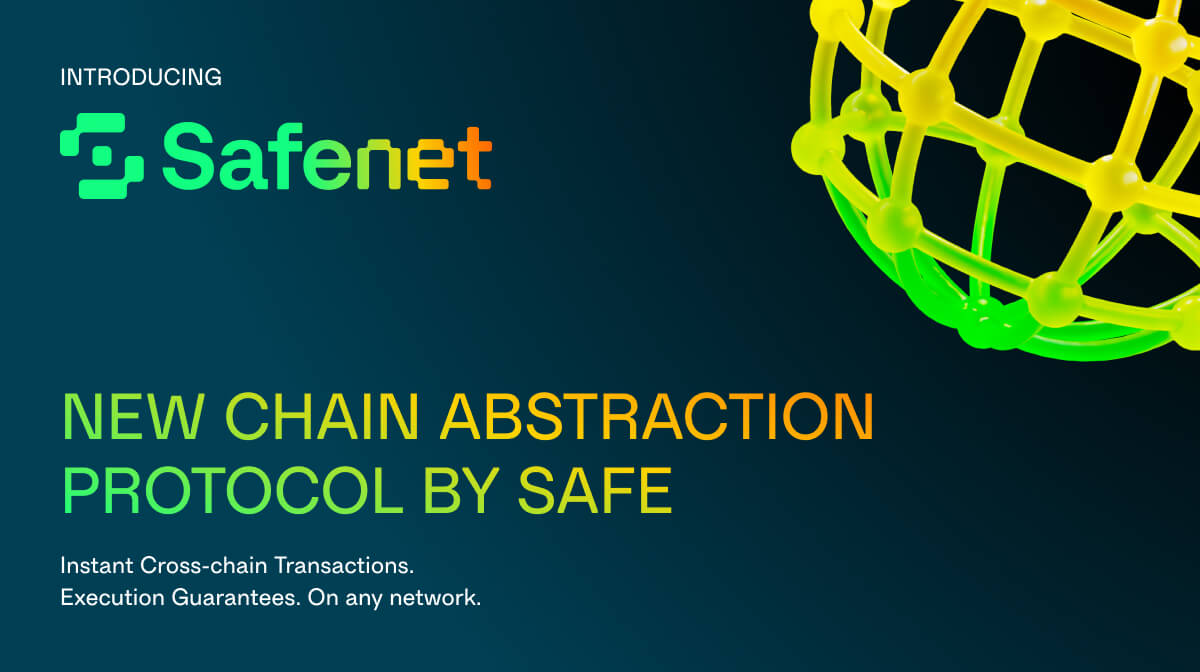 INTRODUCING
Safenet
NEW CHAIN ABSTRACTION
PROTOCOL BY SAFE
Instant Cross-chain Transactions.
Execution Guarantees. On any network.